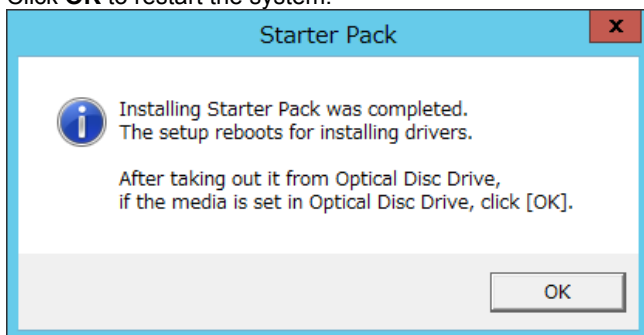 Click OK to restart the system.
Starter Pack
x
Installing Starter Pack was completed.
The setup reboots for installing drivers.
After taking out it from Optical Disc Drive,
if the media is set in Optical Disc Drive, click [OK].
OK